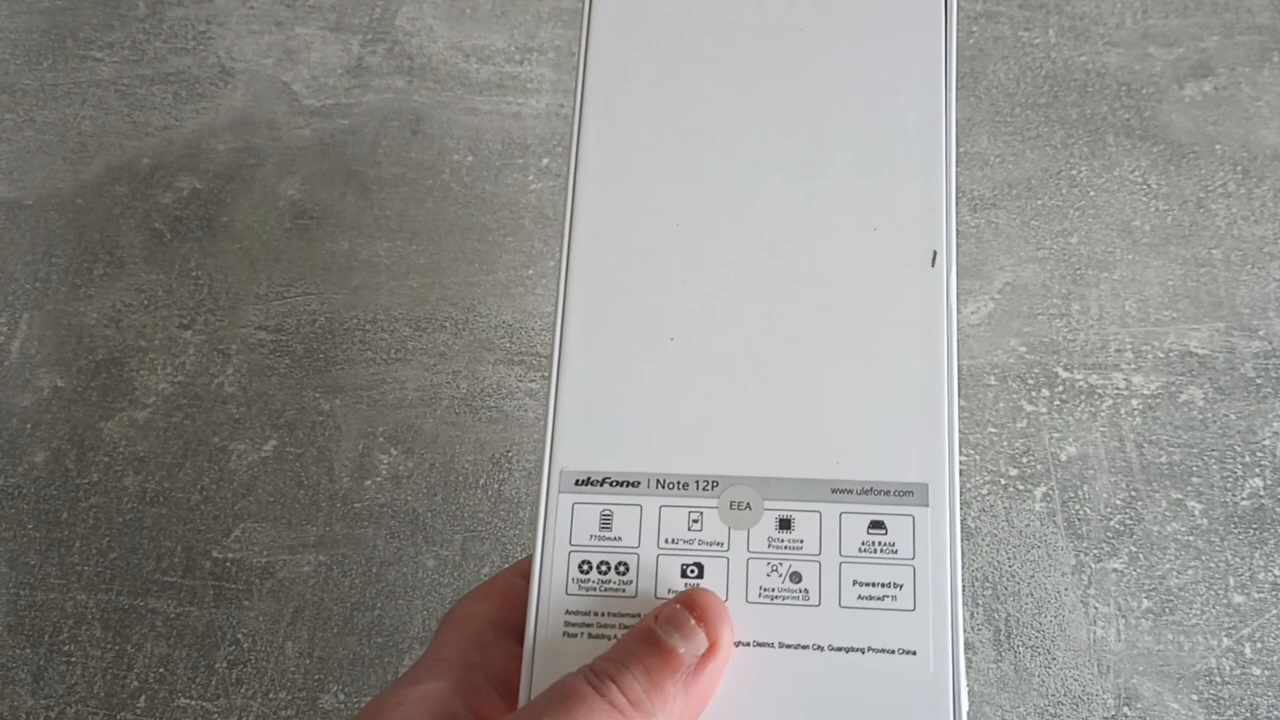 uleFone | Note 12P
www.ulefone.com
EEA
7700mAh
6.82"HD+ Display
Octa-core
Processor
4GB RAM
64GB ROM
13MP+2MP+2MP
Triple Camera
8MP
Face Unlock&
Fingerprint ID
Powered by
Android™ 11
Android is a trademark
Shenzhen Gotron
Floor 7 Building A,
District, Shenzhen City, Guangdong Province China